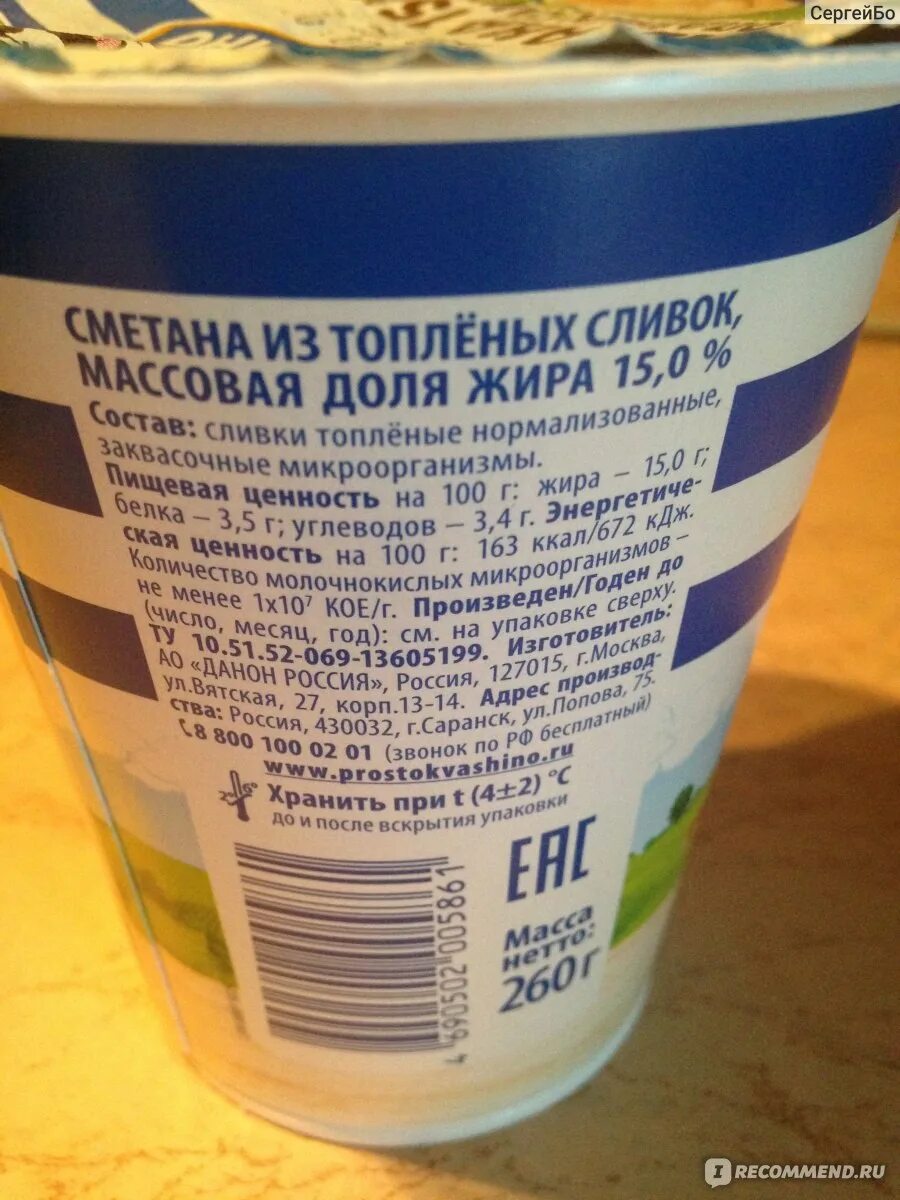 СергейБо
СМЕТАНА ИЗ ТОПЛЁНЫХ СЛИВОК,
МАССОВАЯ ДОЛЯ ЖИРА 15,0 %
Состав: сливки топлёные нормализованные,
заквасочные микроорганизмы.
Пищевая ценность на 100 г: жира – 15,0 г;
белка – 3,5 г; углеводов – 3,4 г. Энергетиче-
ская ценность на 100 г: 163 ккал/672 кДж.
Количество молочнокислых микроорганизмов –
не менее 1х10⁷ КОЕ/г. Произведен/Годен до
(число, месяц, год): см. на упаковке сверху.
ТУ 10.51.52-069-13605199. Изготовитель:
АО «ДАНОН РОССИЯ», Россия, 127015, г.Москва,
ул.Вятская, 27, корп.13-14. Адрес производ-
ства: Россия, 430032, г.Саранск, ул.Попова, 75.
8 800 100 02 01 (звонок по РФ бесплатный)
www.prostokvashino.ru
2° 6° Хранить при t (4±2) °C
до и после вскрытия упаковки
EAC
Масса
нетто:
260 г
4 690502 005861
IRECOMMEND.RU